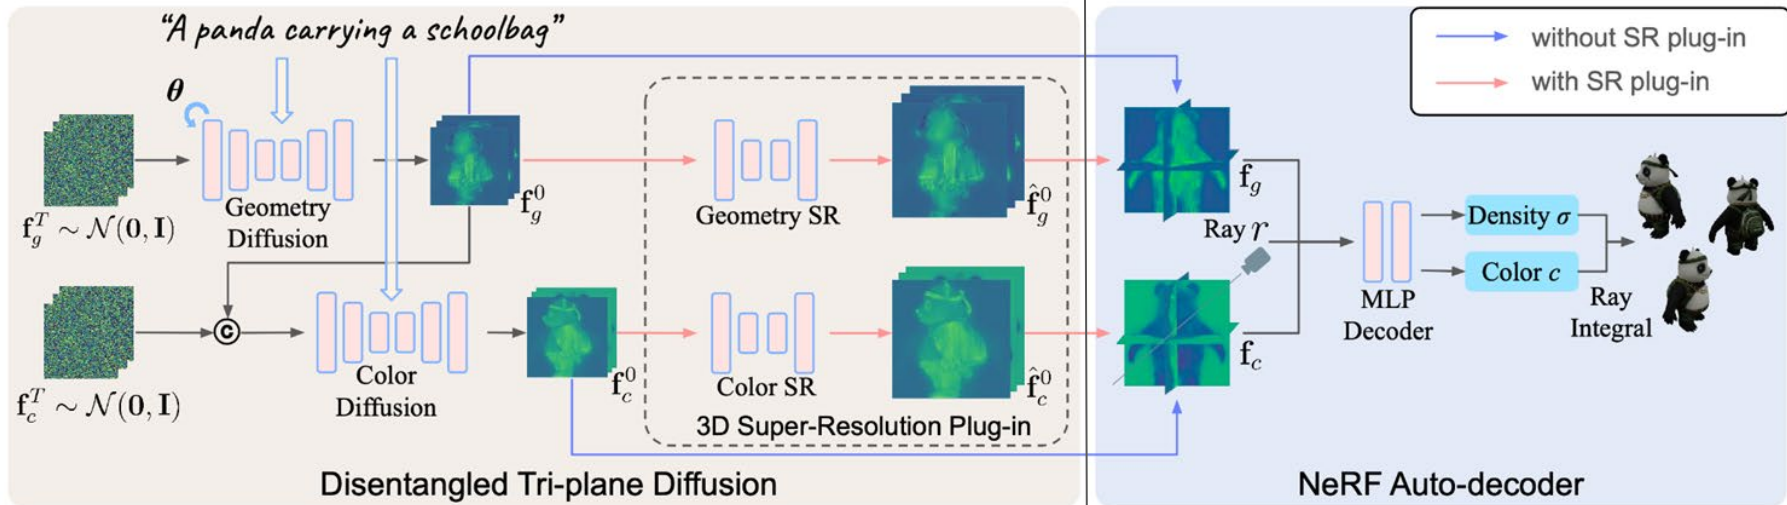 "A panda carrying a schoolbag"
without SR plug-in
with SR plug-in
θ
f_g^T ∼ 𝒩(0, I)
Geometry
Diffusion
f_g^0
Geometry SR
f̂_g^0
f_g
Ray r
Density σ
Color c
MLP
Decoder
Ray
Integral
f_c^T ∼ 𝒩(0, I)
C
Color
Diffusion
f_c^0
Color SR
f̂_c^0
f_c
3D Super-Resolution Plug-in
Disentangled Tri-plane Diffusion
NeRF Auto-decoder